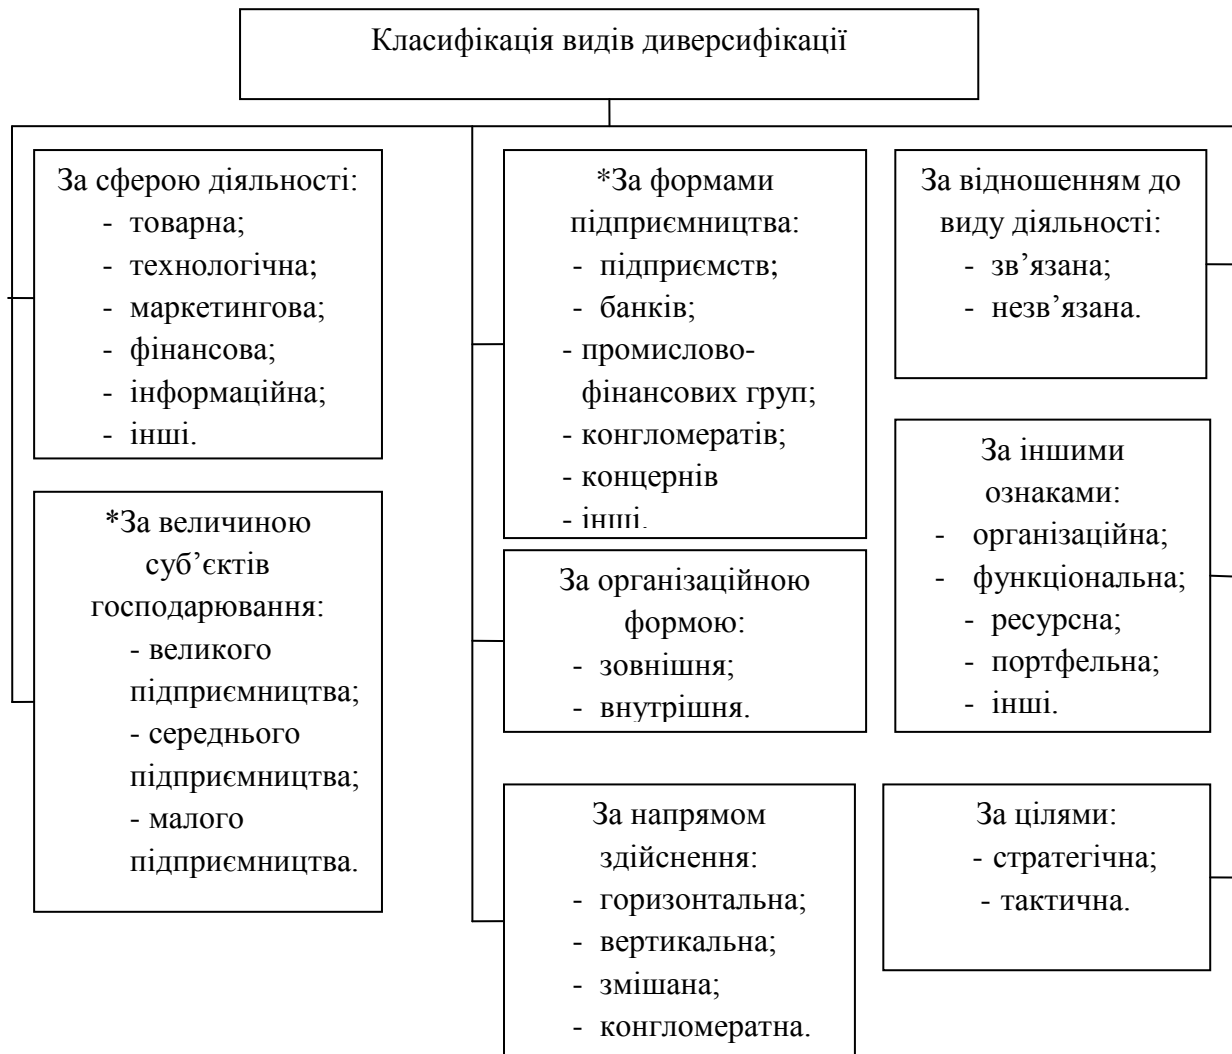 Класифікація видів диверсифікації
За сферою діяльності:
- товарна;
- технологічна;
- маркетингова;
- фінансова;
- інформаційна;
- інші.
*За величиною
суб’єктів
господарювання:
- великого
підприємництва;
- середнього
підприємництва;
- малого
підприємництва.
*За формами
підприємництва:
- підприємств;
- банків;
- промислово-
фінансових груп;
- конгломератів;
- концернів
- інші.
За організаційною
формою:
- зовнішня;
- внутрішня.
За напрямом
здійснення:
- горизонтальна;
- вертикальна;
- змішана;
- конгломератна.
За відношенням до
виду діяльності:
- зв’язана;
- незв’язана.
За іншими
ознаками:
- організаційна;
- функціональна;
- ресурсна;
- портфельна;
- інші.
За цілями:
- стратегічна;
- тактична.